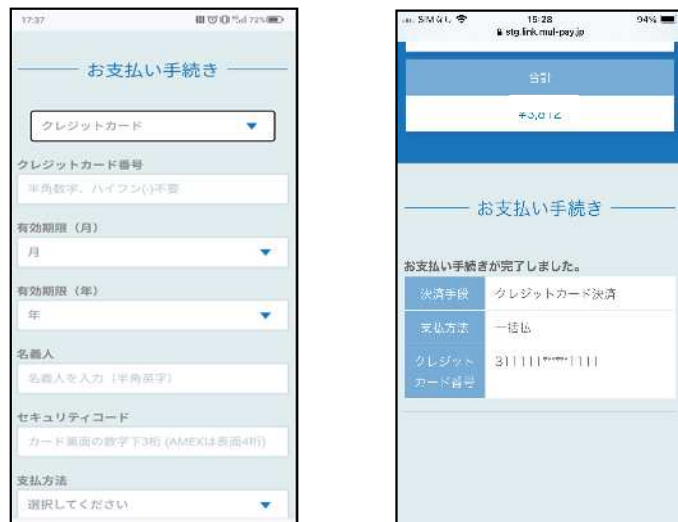 17:37
72%
お支払い手続き
クレジットカード
クレジットカード番号
半角数字、ハイフン(-)不要
有効期限（月）
月
有効期限（年）
年
名義人
名義人を入力（半角英字）
セキュリティコード
カード裏面の数字下3桁 (AMEXは表面4桁)
支払方法
選択してください
15:28
94%
stg.link.mul-pay.jp
合計
お支払い手続き
お支払い手続きが完了しました。
決済手段 クレジットカード決済
支払方法 一括払
クレジット
カード番号